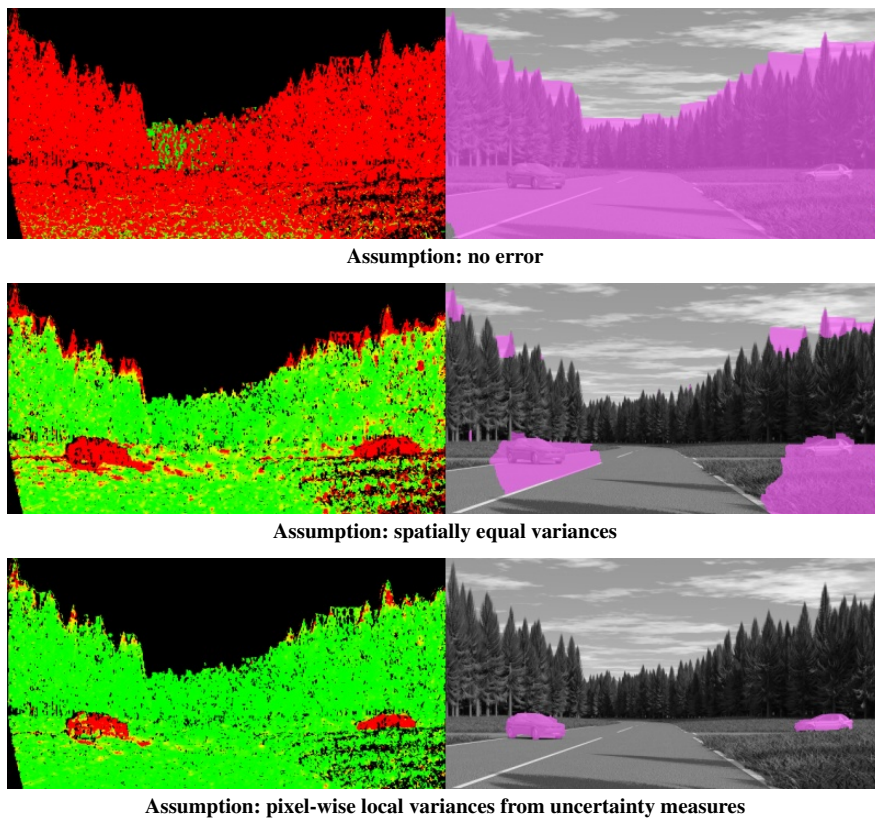 Assumption: no error
Assumption: spatially equal variances
Assumption: pixel-wise local variances from uncertainty measures